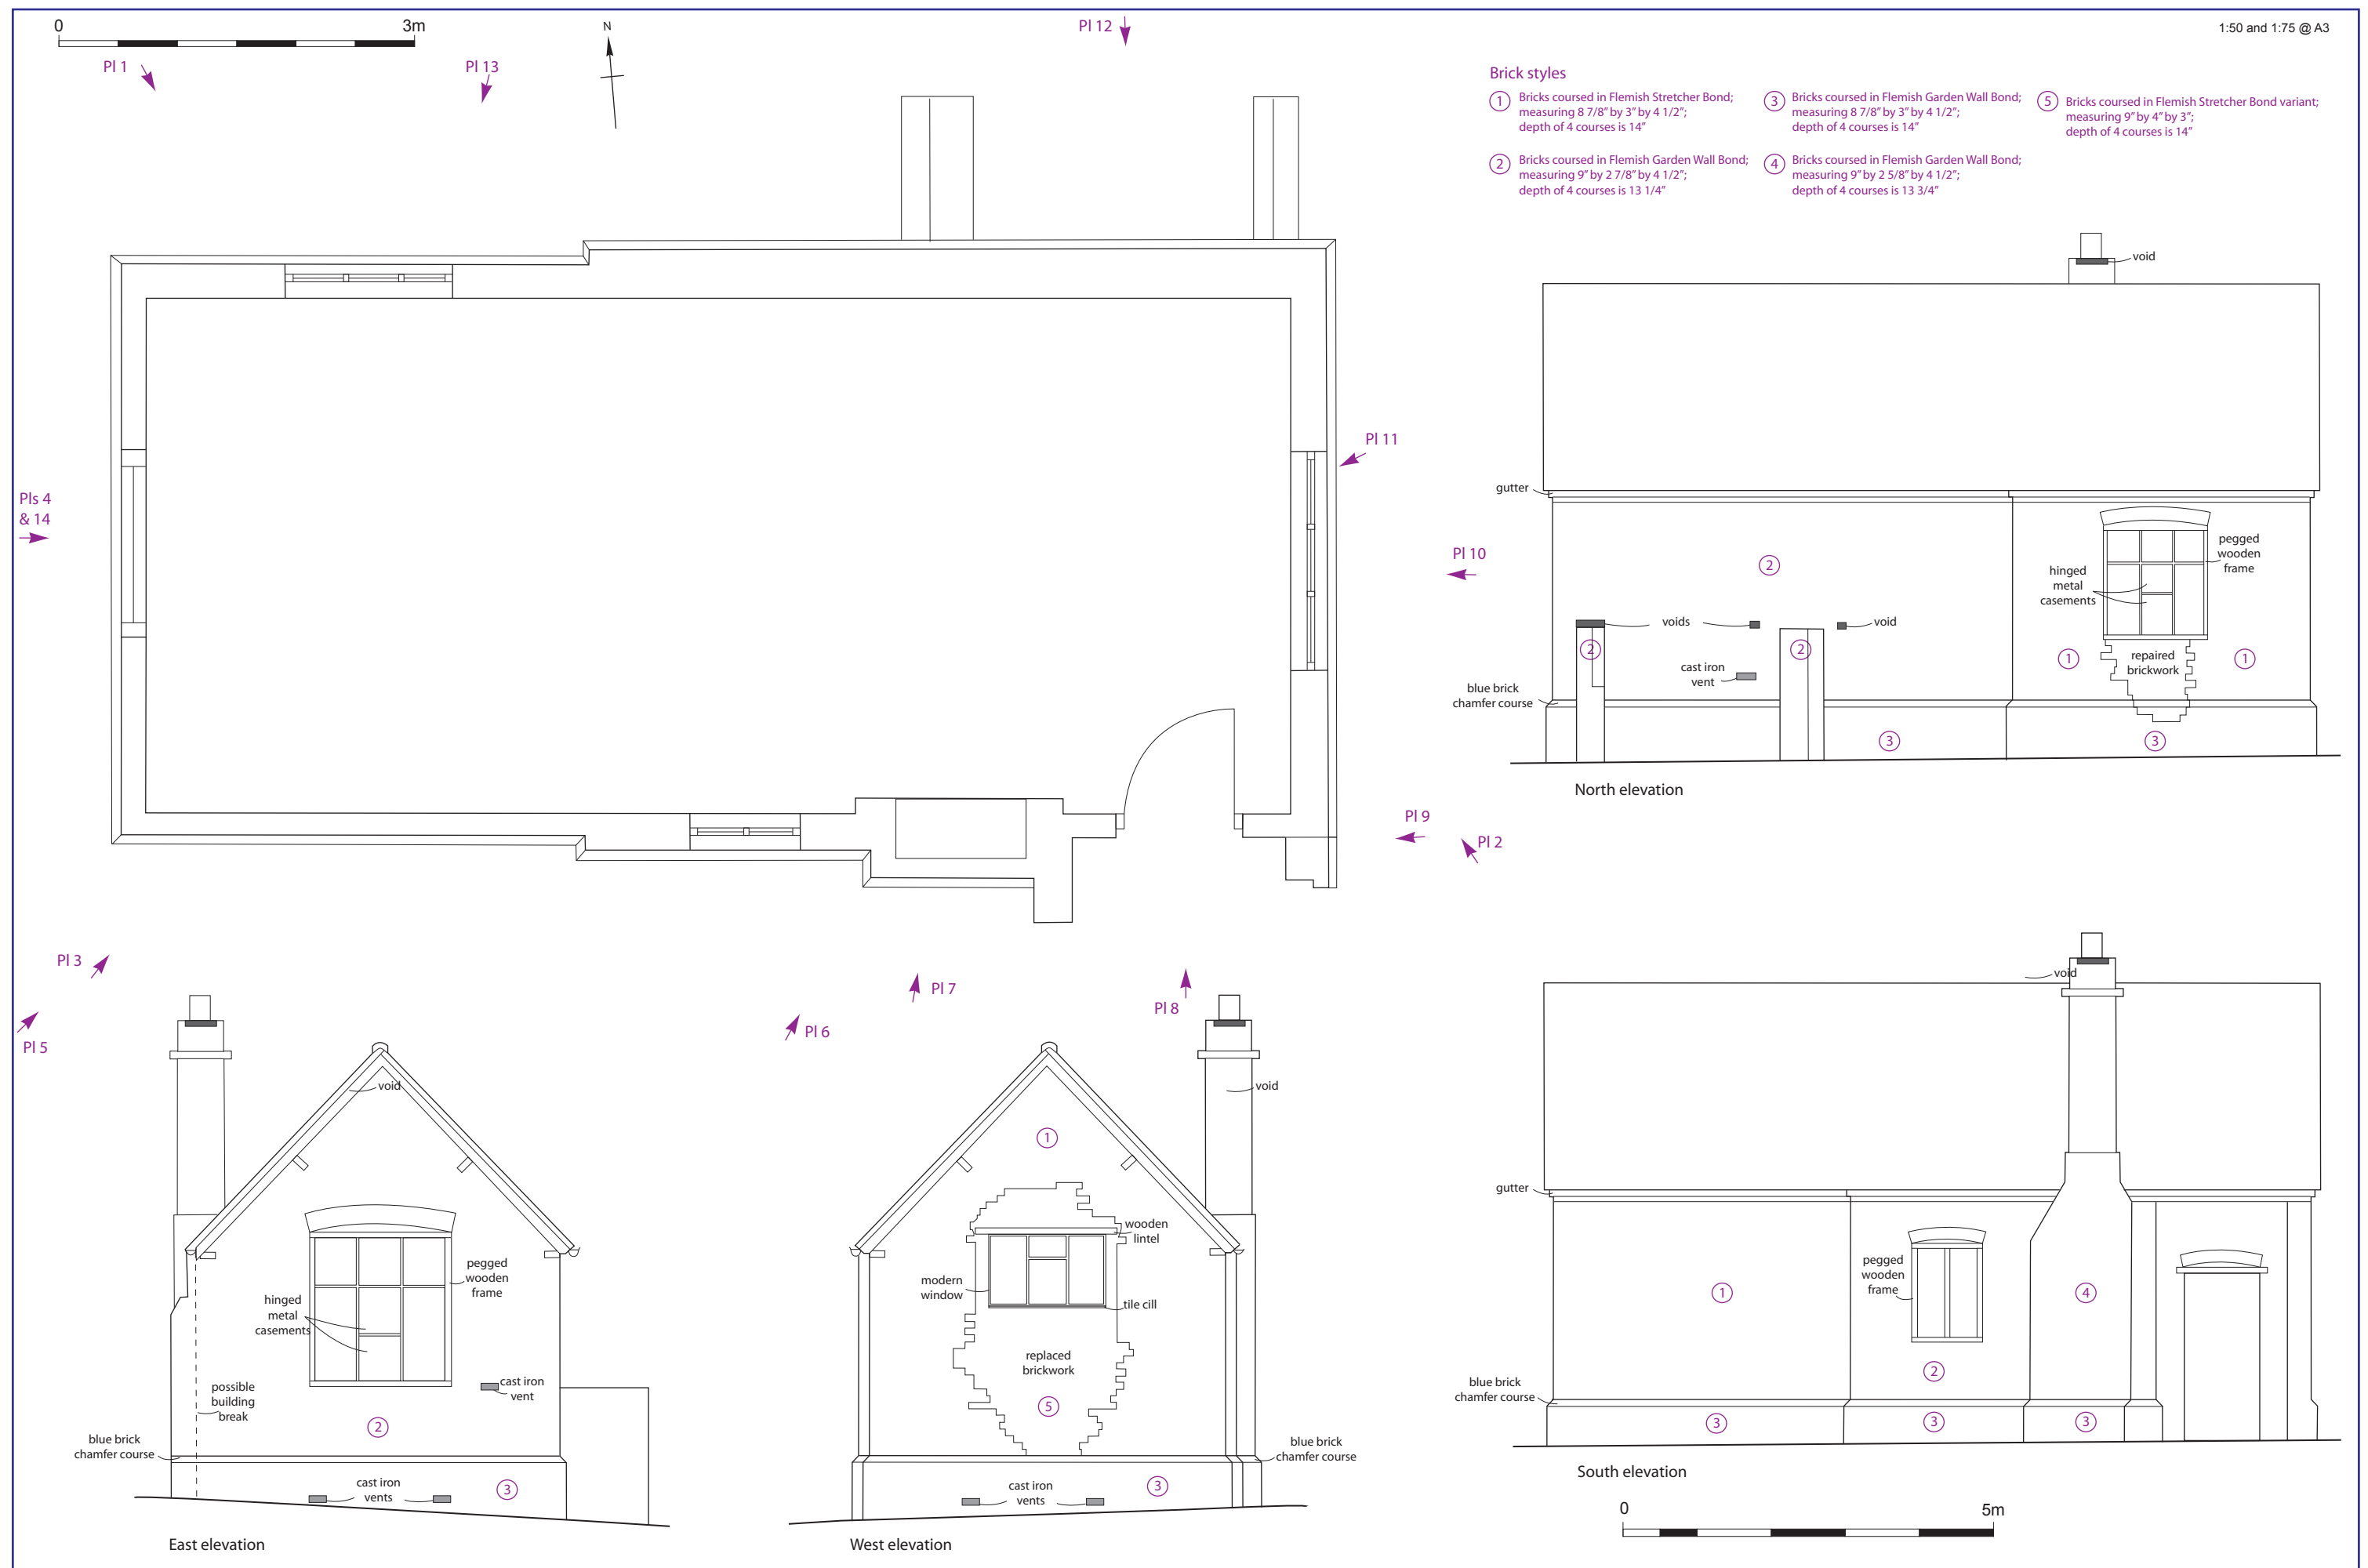 0 3m
N
Pl 12
1:50 and 1:75 @ A3
Pl 1
Pl 13
Brick styles
1 Bricks coursed in Flemish Stretcher Bond;
measuring 8 7/8” by 3” by 4 1/2”;
depth of 4 courses is 14”
2 Bricks coursed in Flemish Garden Wall Bond;
measuring 9” by 2 7/8” by 4 1/2”;
depth of 4 courses is 13 1/4”
3 Bricks coursed in Flemish Garden Wall Bond;
measuring 8 7/8” by 3” by 4 1/2”;
depth of 4 courses is 14”
4 Bricks coursed in Flemish Garden Wall Bond;
measuring 9” by 2 5/8” by 4 1/2”;
depth of 4 courses is 13 3/4”
5 Bricks coursed in Flemish Stretcher Bond variant;
measuring 9” by 4” by 3”;
depth of 4 courses is 14”
Pls 4
& 14
Pl 11
Pl 10
Pl 9
Pl 2
Pl 3
Pl 5
Pl 7
Pl 6
Pl 8
void
gutter
2
pegged
wooden
frame
hinged
metal
casements
voids
void
2
2
cast iron
vent
1
repaired
brickwork
1
blue brick
chamfer course
3
3
North elevation
void
pegged
wooden
frame
hinged
metal
casements
cast iron
vent
possible
building
break
2
blue brick
chamfer course
cast iron
vents
3
East elevation
void
1
wooden
lintel
modern
window
tile cill
replaced
brickwork
5
blue brick
chamfer course
cast iron
vents
3
West elevation
void
gutter
pegged
wooden
frame
1
4
2
blue brick
chamfer course
3
3
3
South elevation
0 5m